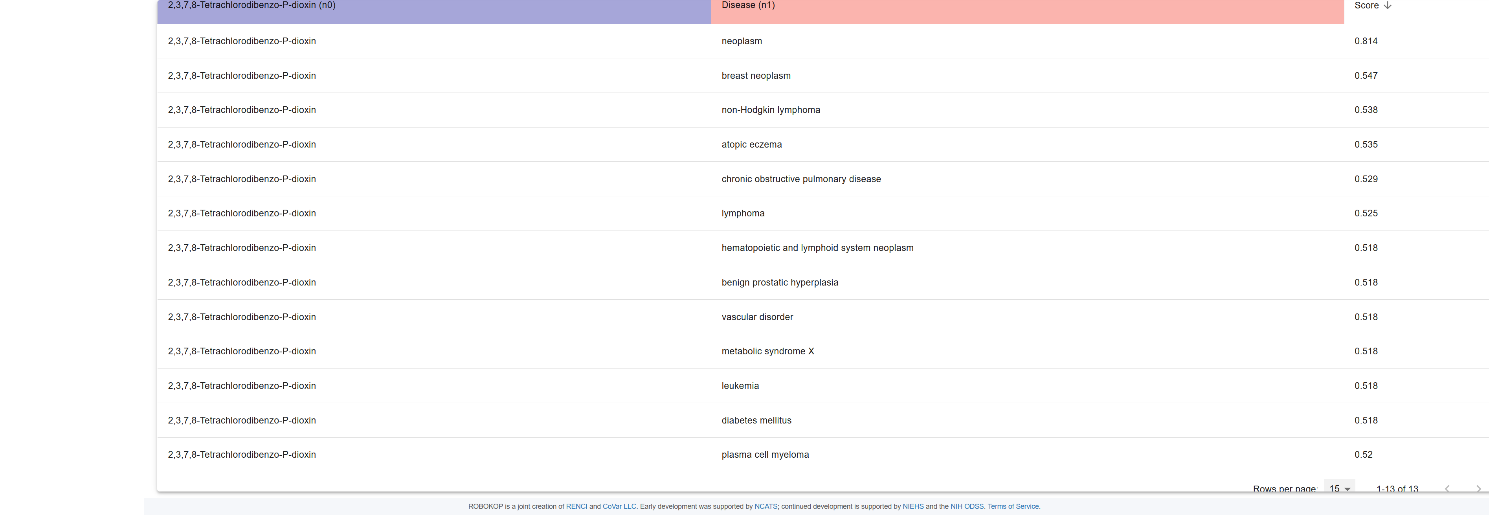 2,3,7,8-Tetrachlorodibenzo-P-dioxin (n0) Disease (n1) Score ↓
2,3,7,8-Tetrachlorodibenzo-P-dioxin neoplasm 0.814
2,3,7,8-Tetrachlorodibenzo-P-dioxin breast neoplasm 0.547
2,3,7,8-Tetrachlorodibenzo-P-dioxin non-Hodgkin lymphoma 0.538
2,3,7,8-Tetrachlorodibenzo-P-dioxin atopic eczema 0.535
2,3,7,8-Tetrachlorodibenzo-P-dioxin chronic obstructive pulmonary disease 0.529
2,3,7,8-Tetrachlorodibenzo-P-dioxin lymphoma 0.525
2,3,7,8-Tetrachlorodibenzo-P-dioxin hematopoietic and lymphoid system neoplasm 0.518
2,3,7,8-Tetrachlorodibenzo-P-dioxin benign prostatic hyperplasia 0.518
2,3,7,8-Tetrachlorodibenzo-P-dioxin vascular disorder 0.518
2,3,7,8-Tetrachlorodibenzo-P-dioxin metabolic syndrome X 0.518
2,3,7,8-Tetrachlorodibenzo-P-dioxin leukemia 0.518
2,3,7,8-Tetrachlorodibenzo-P-dioxin diabetes mellitus 0.518
2,3,7,8-Tetrachlorodibenzo-P-dioxin plasma cell myeloma 0.52
Rows per page: 15 1-13 of 13
ROBOKOP is a joint creation of RENCI and CoVar LLC. Early development was supported by NCATS; continued development is supported by NIEHS and the NIH ODSS. Terms of Service.